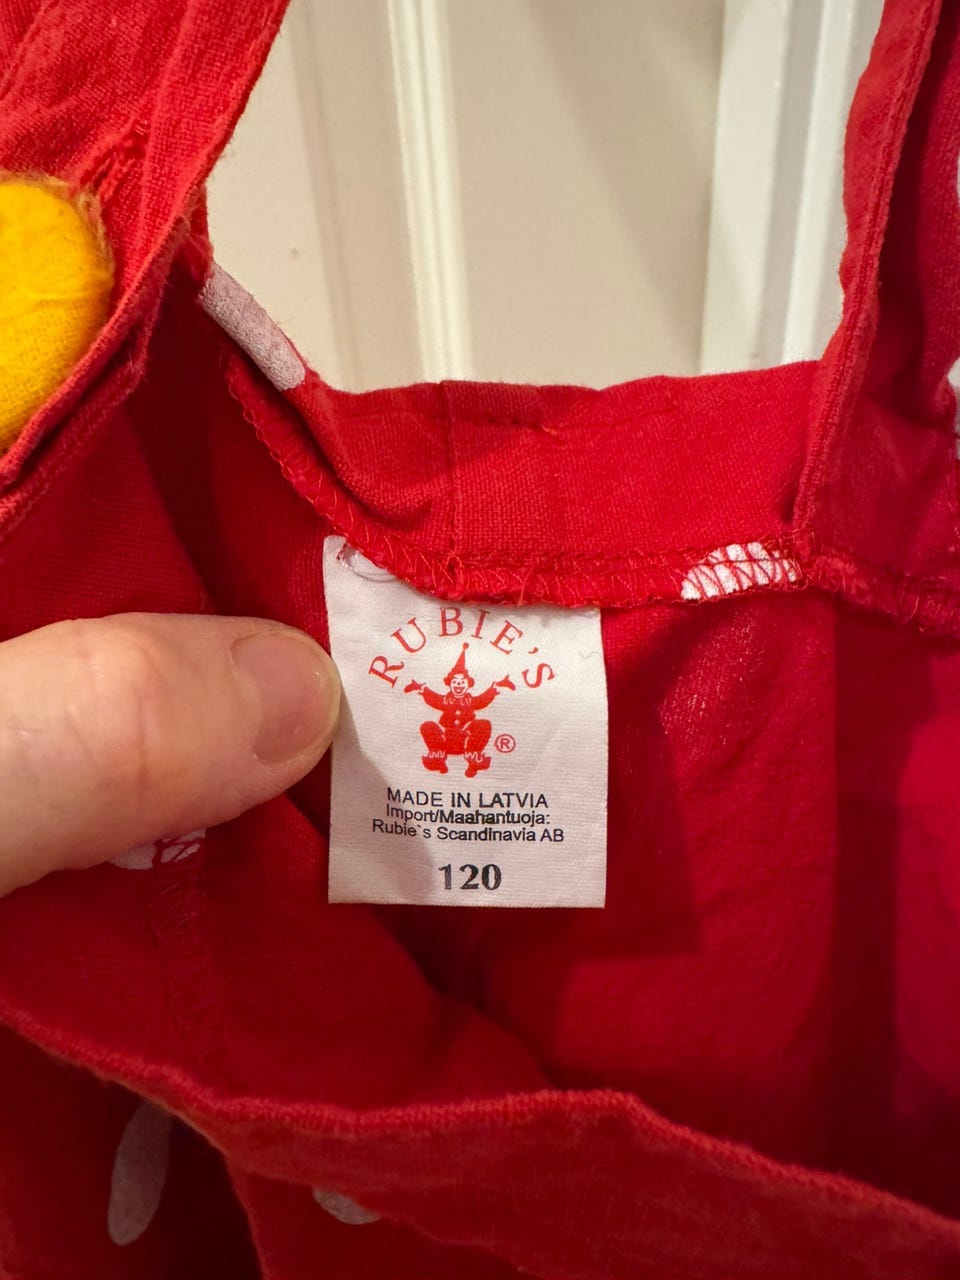 RUBIE'S
®
MADE IN LATVIA
Import/Maahantuoja:
Rubie`s Scandinavia AB
120